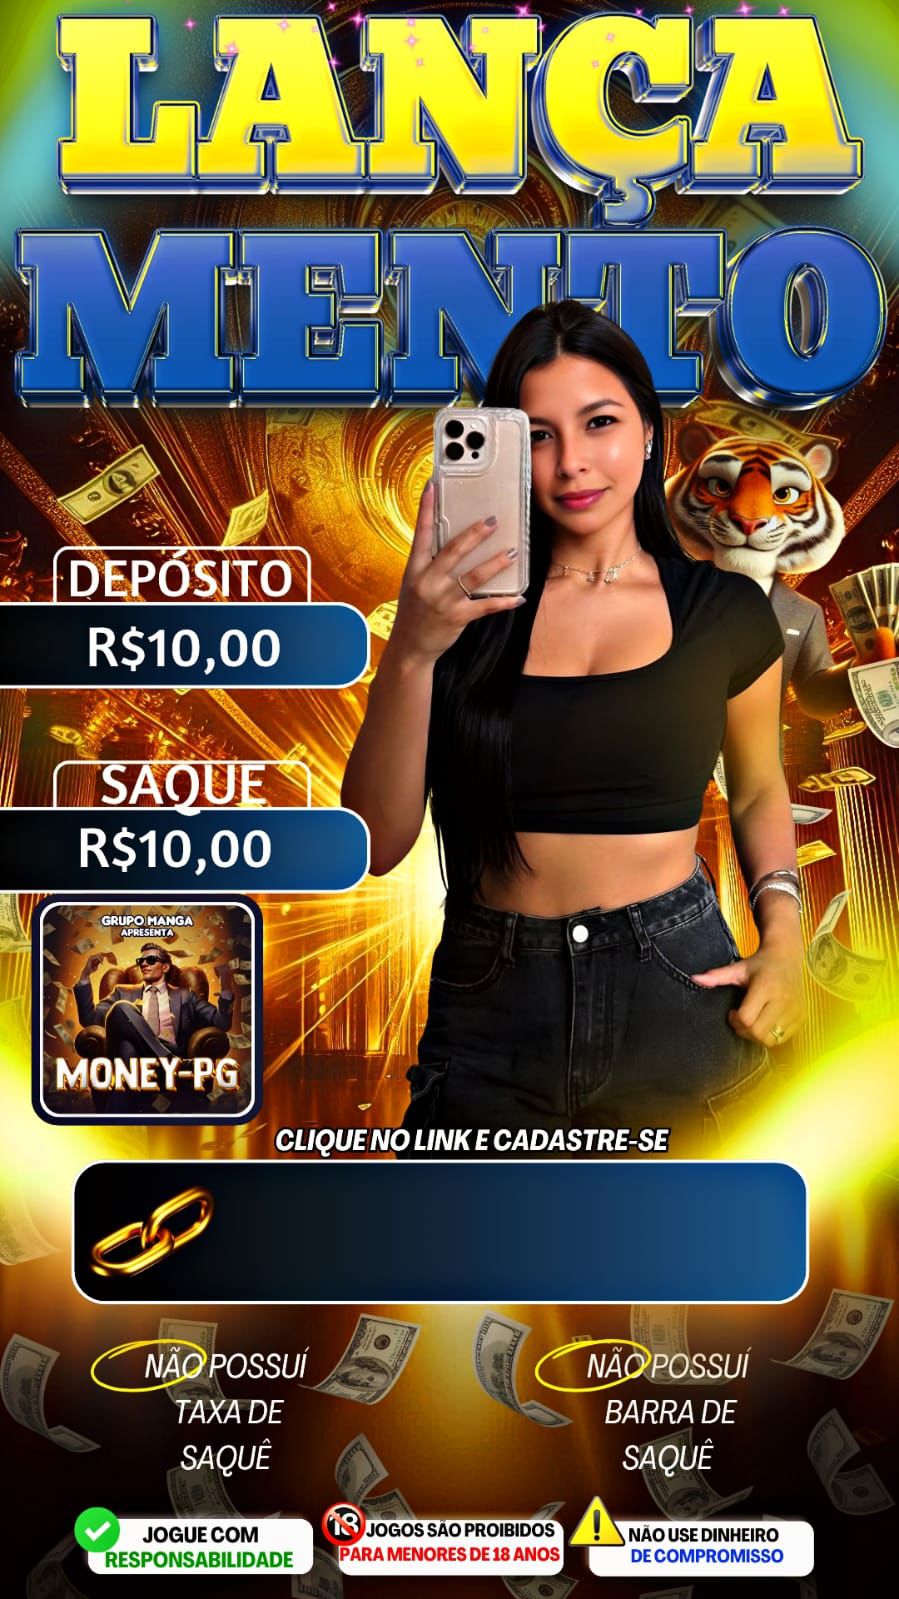 LANÇA
MENTO
DEPÓSITO
R$10,00
SAQUE
R$10,00
GRUPO MANGA
APRESENTA
MONEY-PG
CLIQUE NO LINK E CADASTRE-SE
NÃO POSSUÍ
TAXA DE
SAQUÊ
NÃO POSSUÍ
BARRA DE
SAQUÊ
JOGUE COM
RESPONSABILIDADE
18
JOGOS SÃO PROIBIDOS
PARA MENORES DE 18 ANOS
NÃO USE DINHEIRO
DE COMPROMISSO